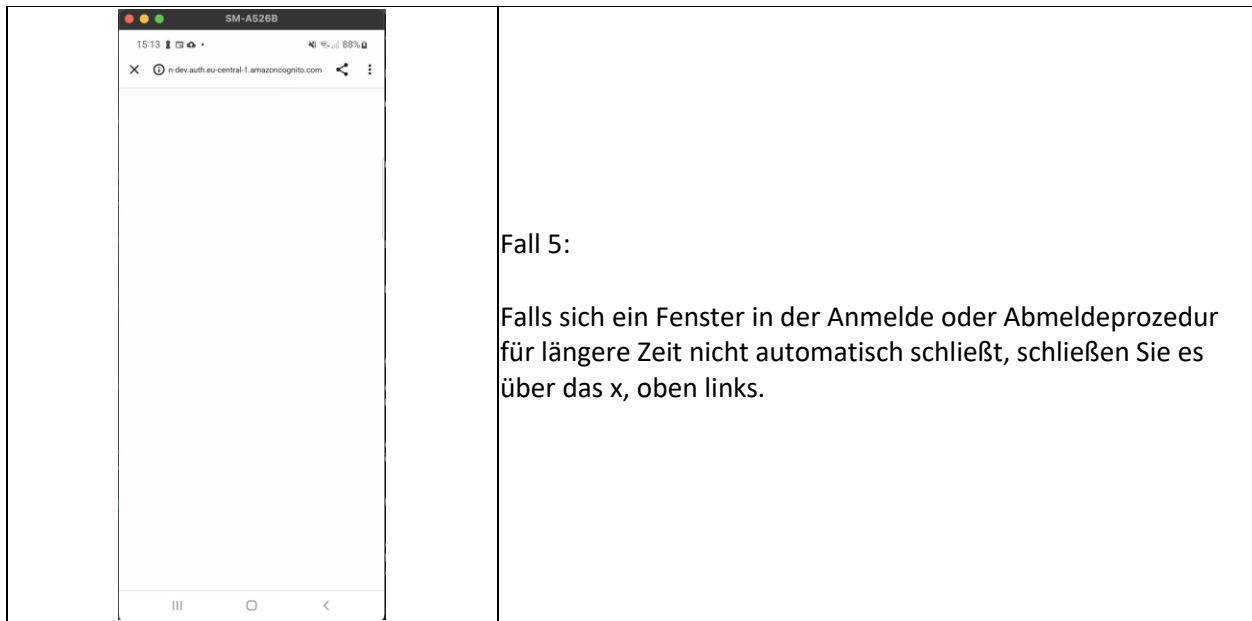 SM-A526B
15:13
88%
n-dev.auth.eu-central-1.amazoncognito.com
Fall 5:
Falls sich ein Fenster in der Anmelde oder Abmeldeprozedur
für längere Zeit nicht automatisch schließt, schließen Sie es
über das x, oben links.